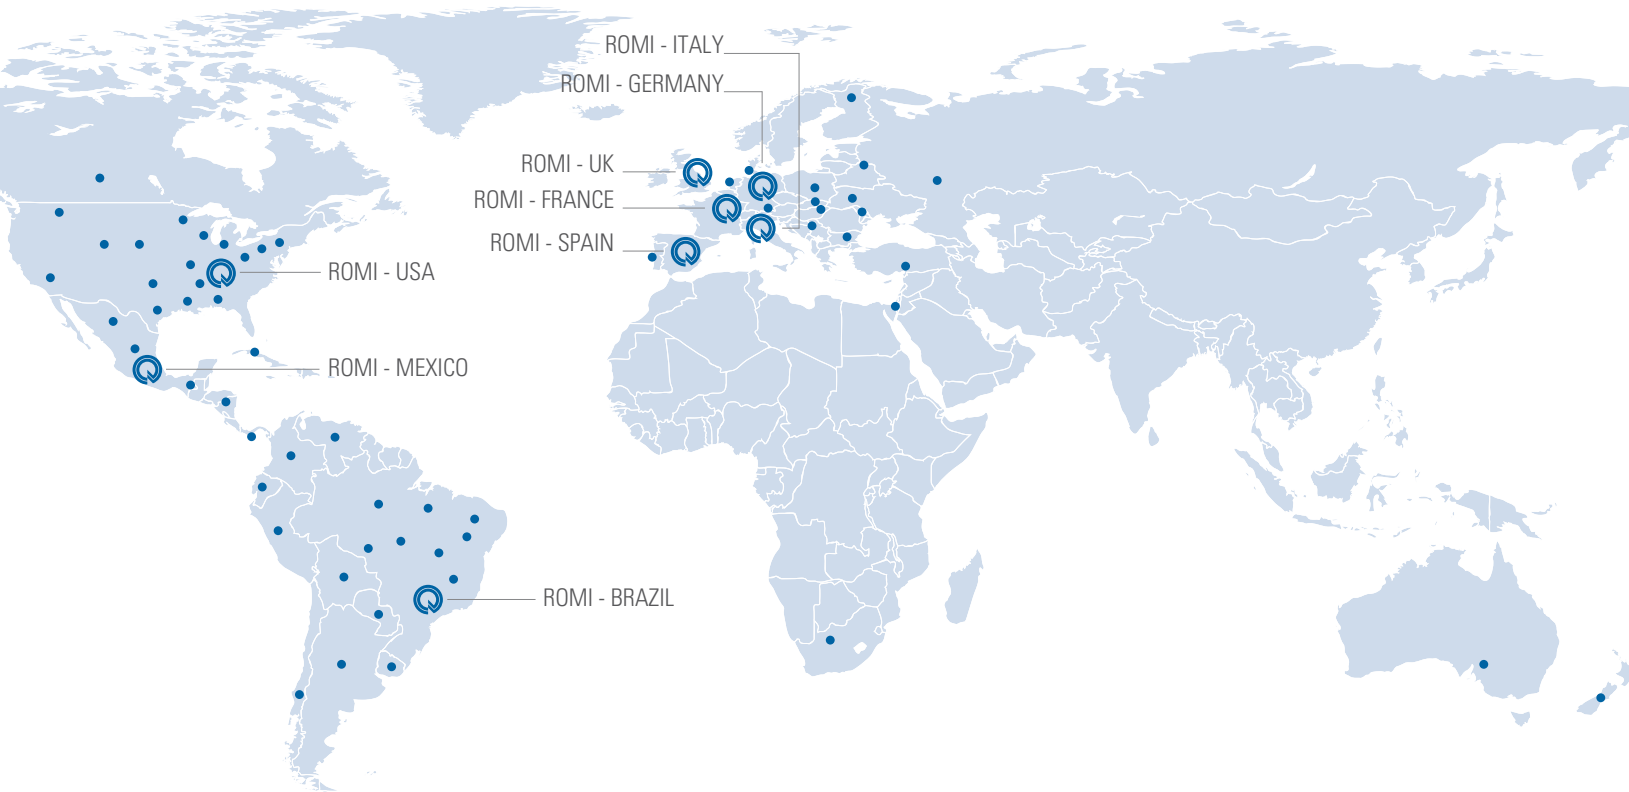 ROMI - ITALY
ROMI - GERMANY
ROMI - UK
ROMI - FRANCE
ROMI - SPAIN
ROMI - USA
ROMI - MEXICO
ROMI - BRAZIL